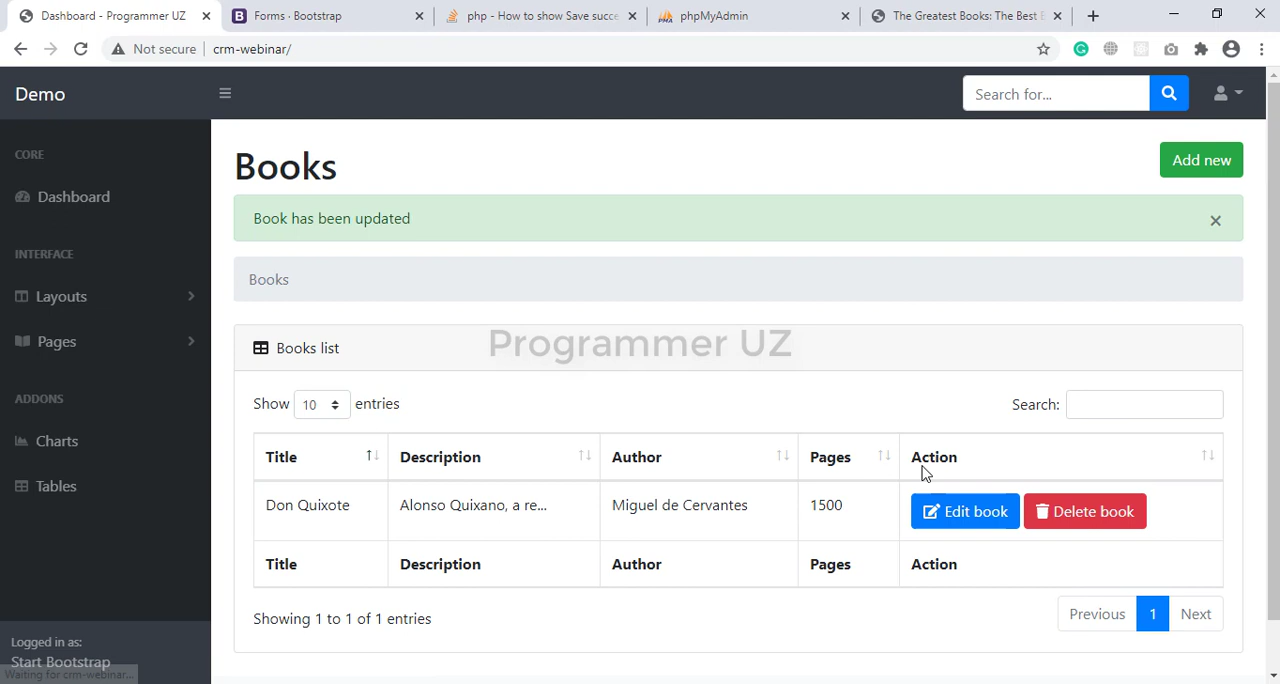 Dashboard - Programmer UZ
Forms · Bootstrap
php - How to show Save succe
phpMyAdmin
The Greatest Books: The Best B
Not secure
crm-webinar/
Demo
Search for...
CORE
Dashboard
INTERFACE
Layouts
Pages
ADDONS
Charts
Tables
Logged in as:
Start Bootstrap
Waiting for crm-webinar...
Books
Add new
Book has been updated
×
Books
Books list
Programmer UZ
Show 10 entries
Search:
Title Description Author Pages Action
Don Quixote Alonso Quixano, a re... Miguel de Cervantes 1500 Edit book Delete book
Title Description Author Pages Action
Showing 1 to 1 of 1 entries
Previous 1 Next